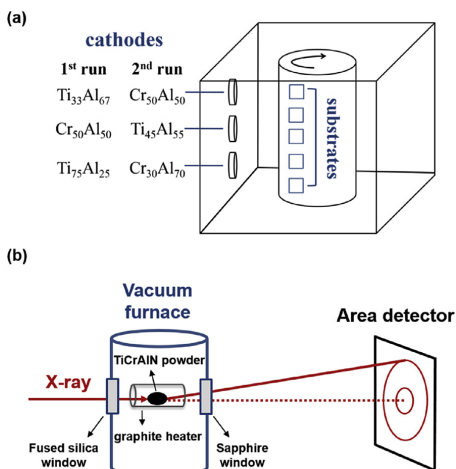 (a)
cathodes
1st run 2nd run
Ti33Al67 Cr50Al50
Cr50Al50 Ti45Al55
Ti75Al25 Cr30Al70
substrates
(b)
Vacuum
furnace
Area detector
TiCrAlN powder
X-ray
graphite heater
Fused silica
window
Sapphire
window